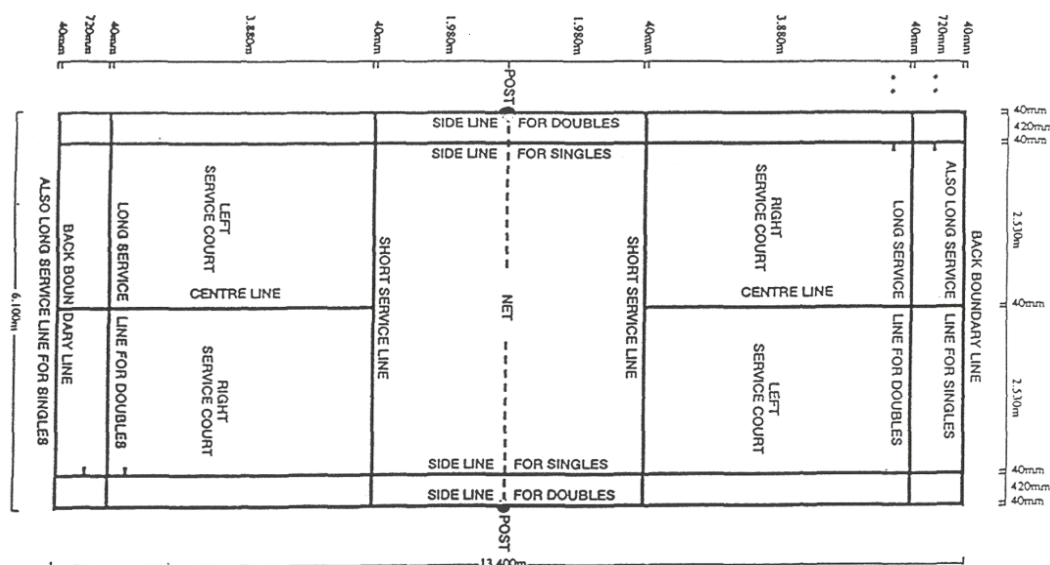 40mm
720mm
40mm
3.880m
40mm
1.980m
1.980m
40mm
3.880m
40mm
720mm
40mm
POST
* *
* *
40mm
420mm
40mm
2.530m
40mm
2.530m
40mm
420mm
40mm
SIDE LINE FOR DOUBLES
SIDE LINE FOR SINGLES
ALSO LONG SERVICE LINE FOR SINGLES
BACK BOUNDARY LINE
LONG SERVICE LINE FOR DOUBLES
LEFT
SERVICE COURT
SHORT SERVICE LINE
SHORT SERVICE LINE
RIGHT
SERVICE COURT
LONG SERVICE LINE FOR DOUBLES
ALSO LONG SERVICE LINE FOR SINGLES
BACK BOUNDARY LINE
CENTRE LINE
NET
CENTRE LINE
RIGHT
SERVICE COURT
LEFT
SERVICE COURT
6.100m
SIDE LINE FOR SINGLES
SIDE LINE FOR DOUBLES
POST
13.400m